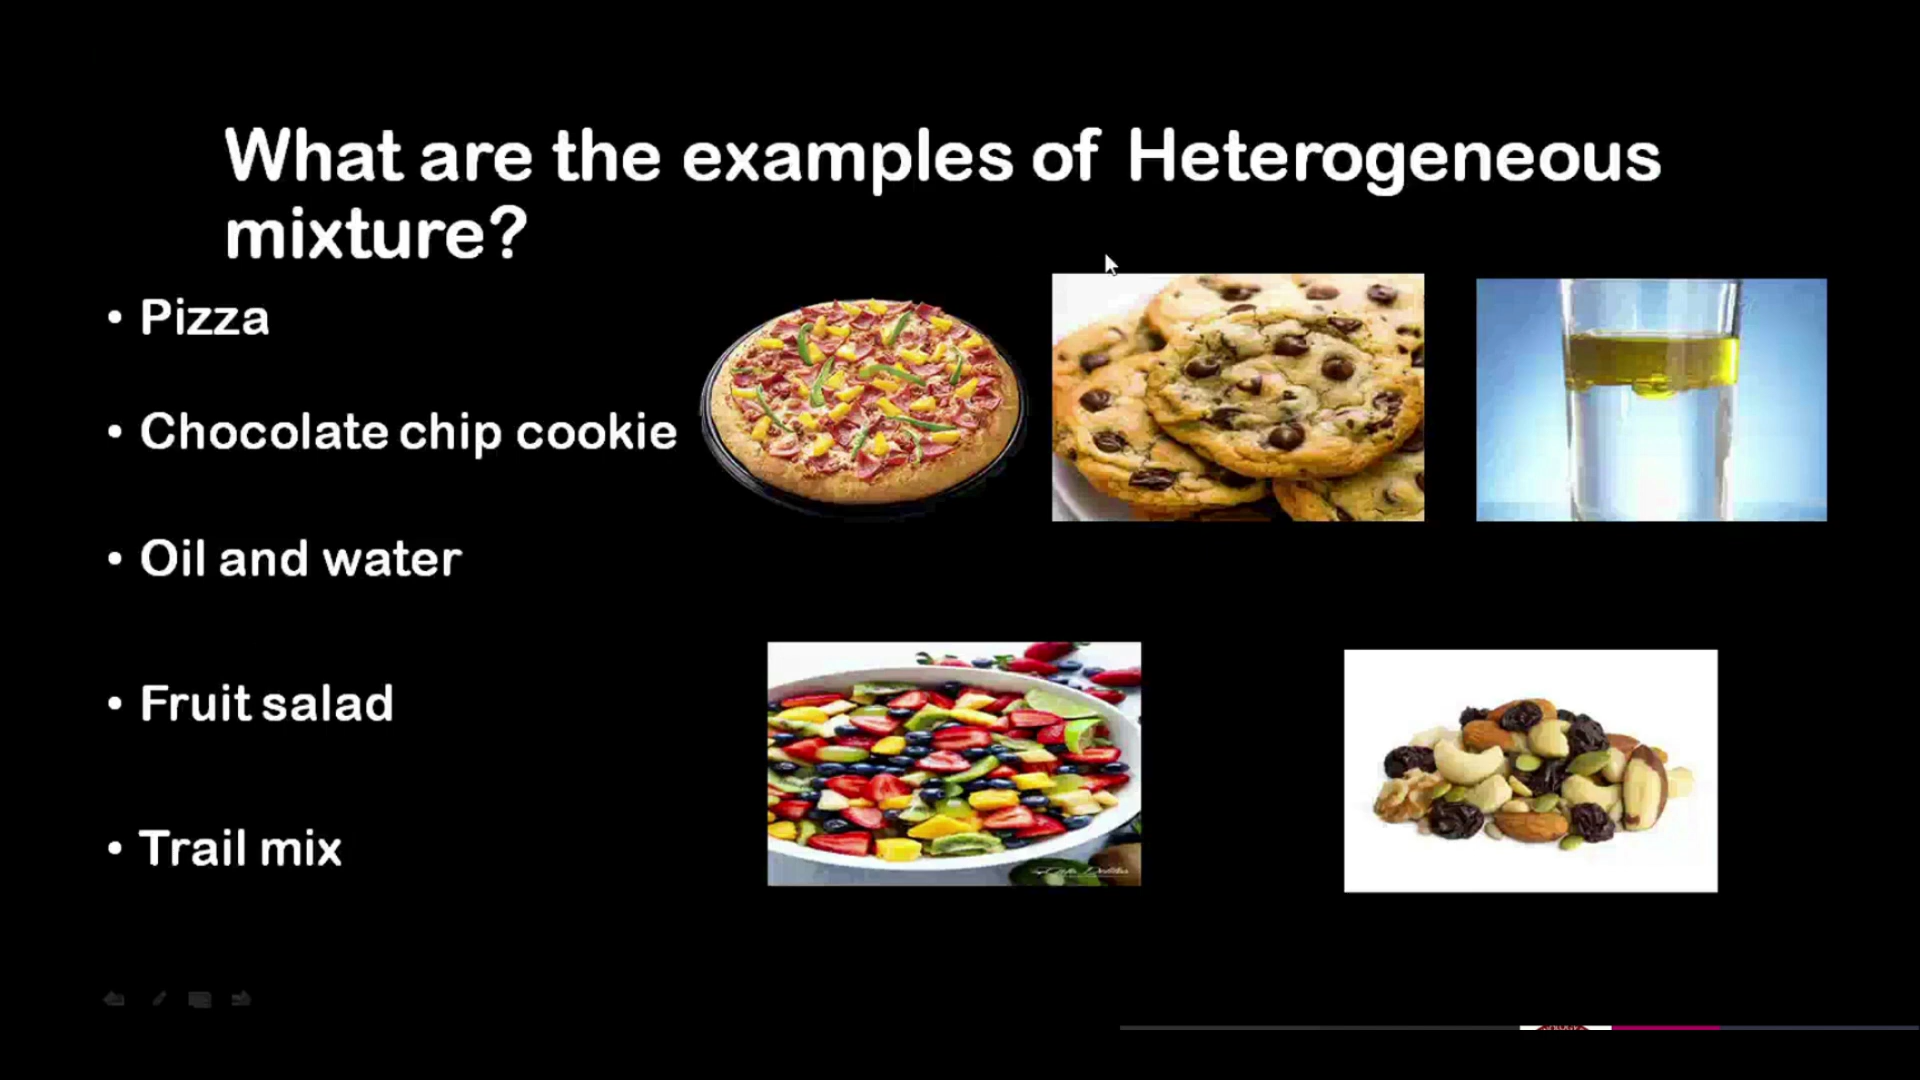 What are the examples of Heterogeneous
mixture?
• Pizza
• Chocolate chip cookie
• Oil and water
• Fruit salad
• Trail mix